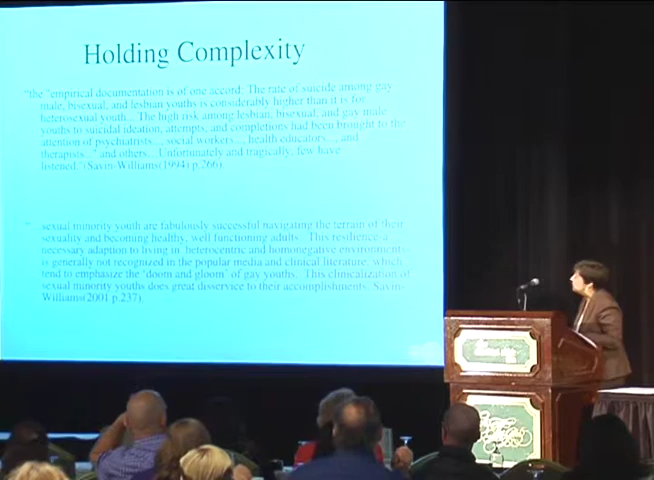 Holding Complexity
"the "empirical documentation is of one accord: The rate of suicide among gay
male, bisexual, and lesbian youths is considerably higher than it is for
heterosexual youth... The high risk among lesbian, bisexual, and gay male
youths to suicidal ideation, attempts, and completions had been brought to the
attention of psychiatrists..., social workers..., health educators..., and
therapists..." and others... Unfortunately and tragically, few have
listened."(Savin-Williams(1994) p.266).
"...sexual minority youth are fabulously successful navigating the terrain of their
sexuality and becoming healthy, well functioning adults. This resilience-a
necessary adaption to living in heterocentric and homonegative environments,
is generally not recognized in the popular media and clinical literature, which
tend to emphasize the 'doom and gloom' of gay youths. This clinicalization of
sexual minority youths does great disservice to their accomplishments. Savin-
Williams(2001 p.237).